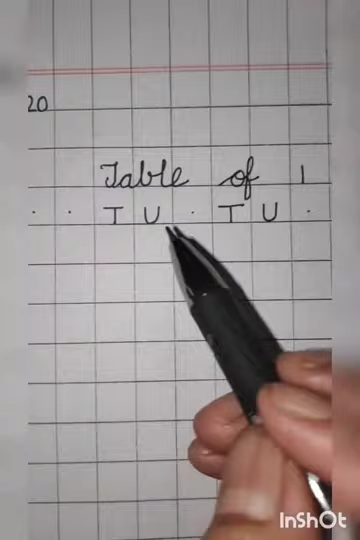 20
Table of 1
. . T U . T U .
InShOt